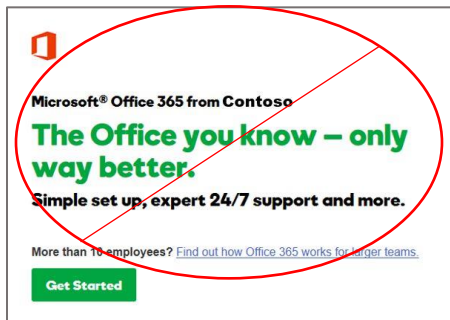 Microsoft® Office 365 from Contoso
The Office you know – only
way better.
Simple set up, expert 24/7 support and more.
More than 10 employees? Find out how Office 365 works for larger teams.
Get Started